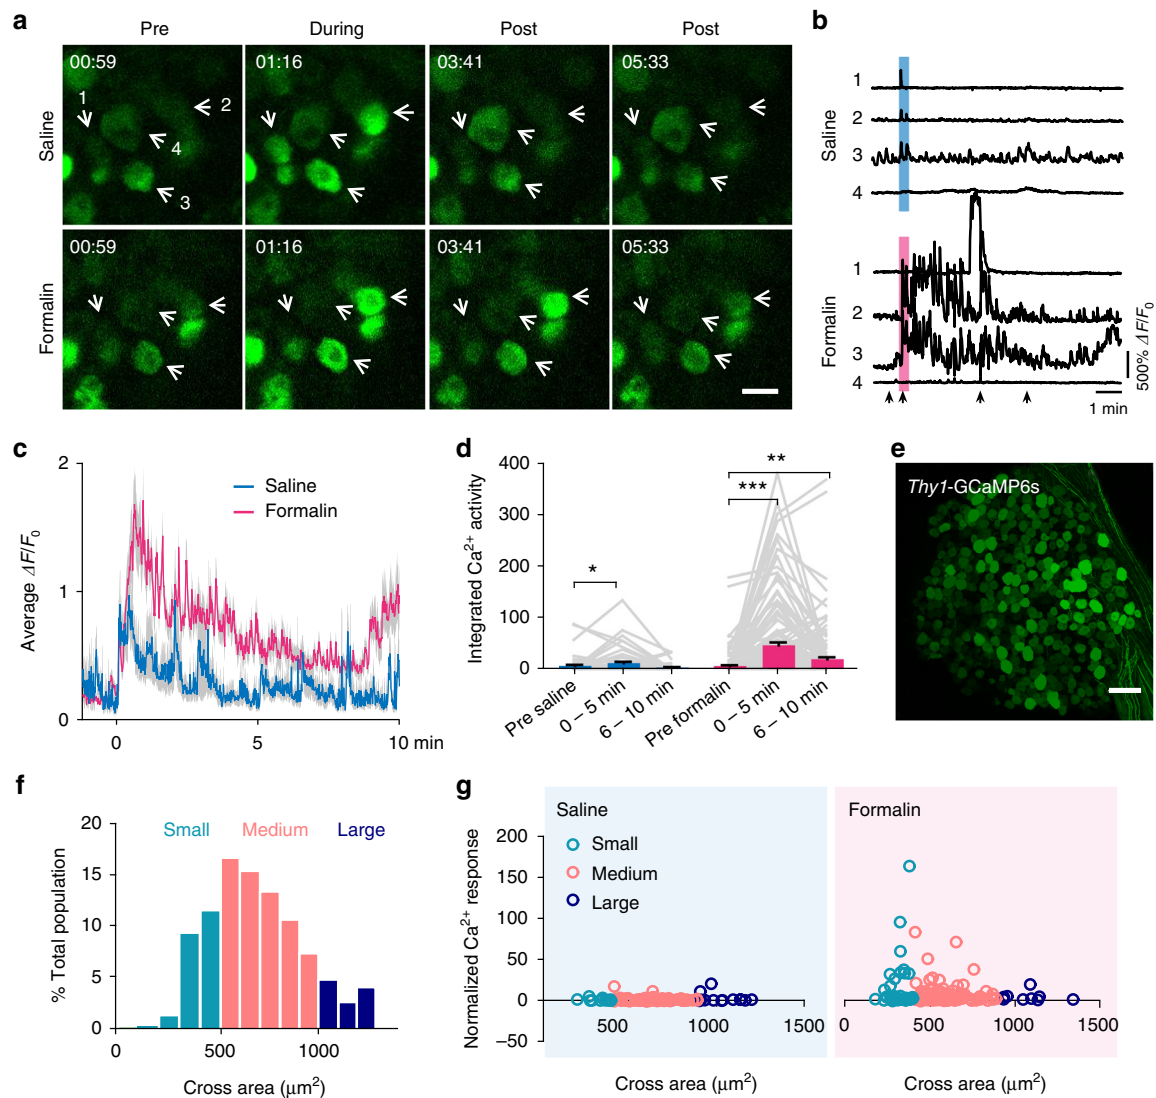 a
Pre
During
Post
Post
Saline
00:59
1
2
4
3
01:16
03:41
05:33
Formalin
00:59
01:16
03:41
05:33
b
Saline
1
2
3
4
Formalin
1
2
3
4
500% ΔF/F₀
1 min
c
Average ΔF/F₀
2
1
0
Saline
Formalin
0
5
10 min
d
Integrated Ca²⁺ activity
400
300
200
100
0
*
***
**
Pre saline
0 – 5 min
6 – 10 min
Pre formalin
0 – 5 min
6 – 10 min
e
Thy1-GCaMP6s
f
% Total population
20
15
10
5
0
Small
Medium
Large
0
500
1000
Cross area (μm²)
g
Normalized Ca²⁺ response
200
150
100
50
0
–50
Saline
Small
Medium
Large
500
1000
1500
Cross area (μm²)
Formalin
0
500
1000
1500
Cross area (μm²)